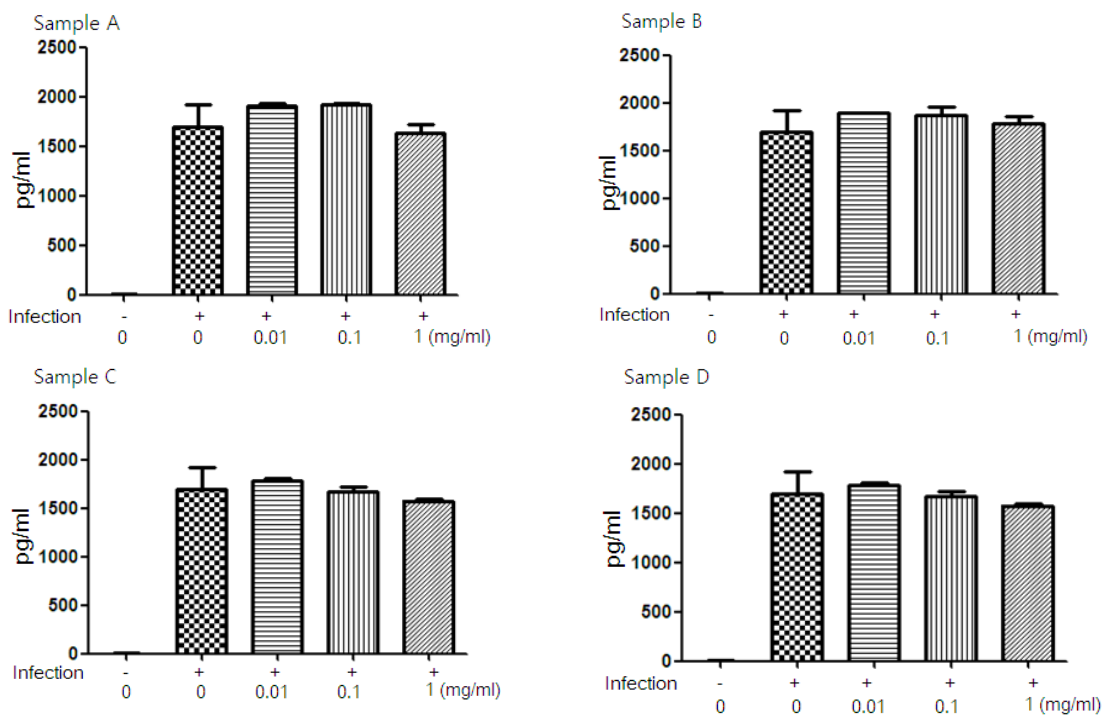 Sample A
2500
2000
1500
1000
500
0
pg/ml
Infection - + + + +
0 0 0.01 0.1 1 (mg/ml)
Sample B
2500
2000
1500
1000
500
0
pg/ml
Infection - + + + +
0 0 0.01 0.1 1 (mg/ml)
Sample C
2500
2000
1500
1000
500
0
pg/ml
Infection - + + + +
0 0 0.01 0.1 1 (mg/ml)
Sample D
2500
2000
1500
1000
500
0
pg/ml
Infection - + + + +
0 0 0.01 0.1 1 (mg/ml)